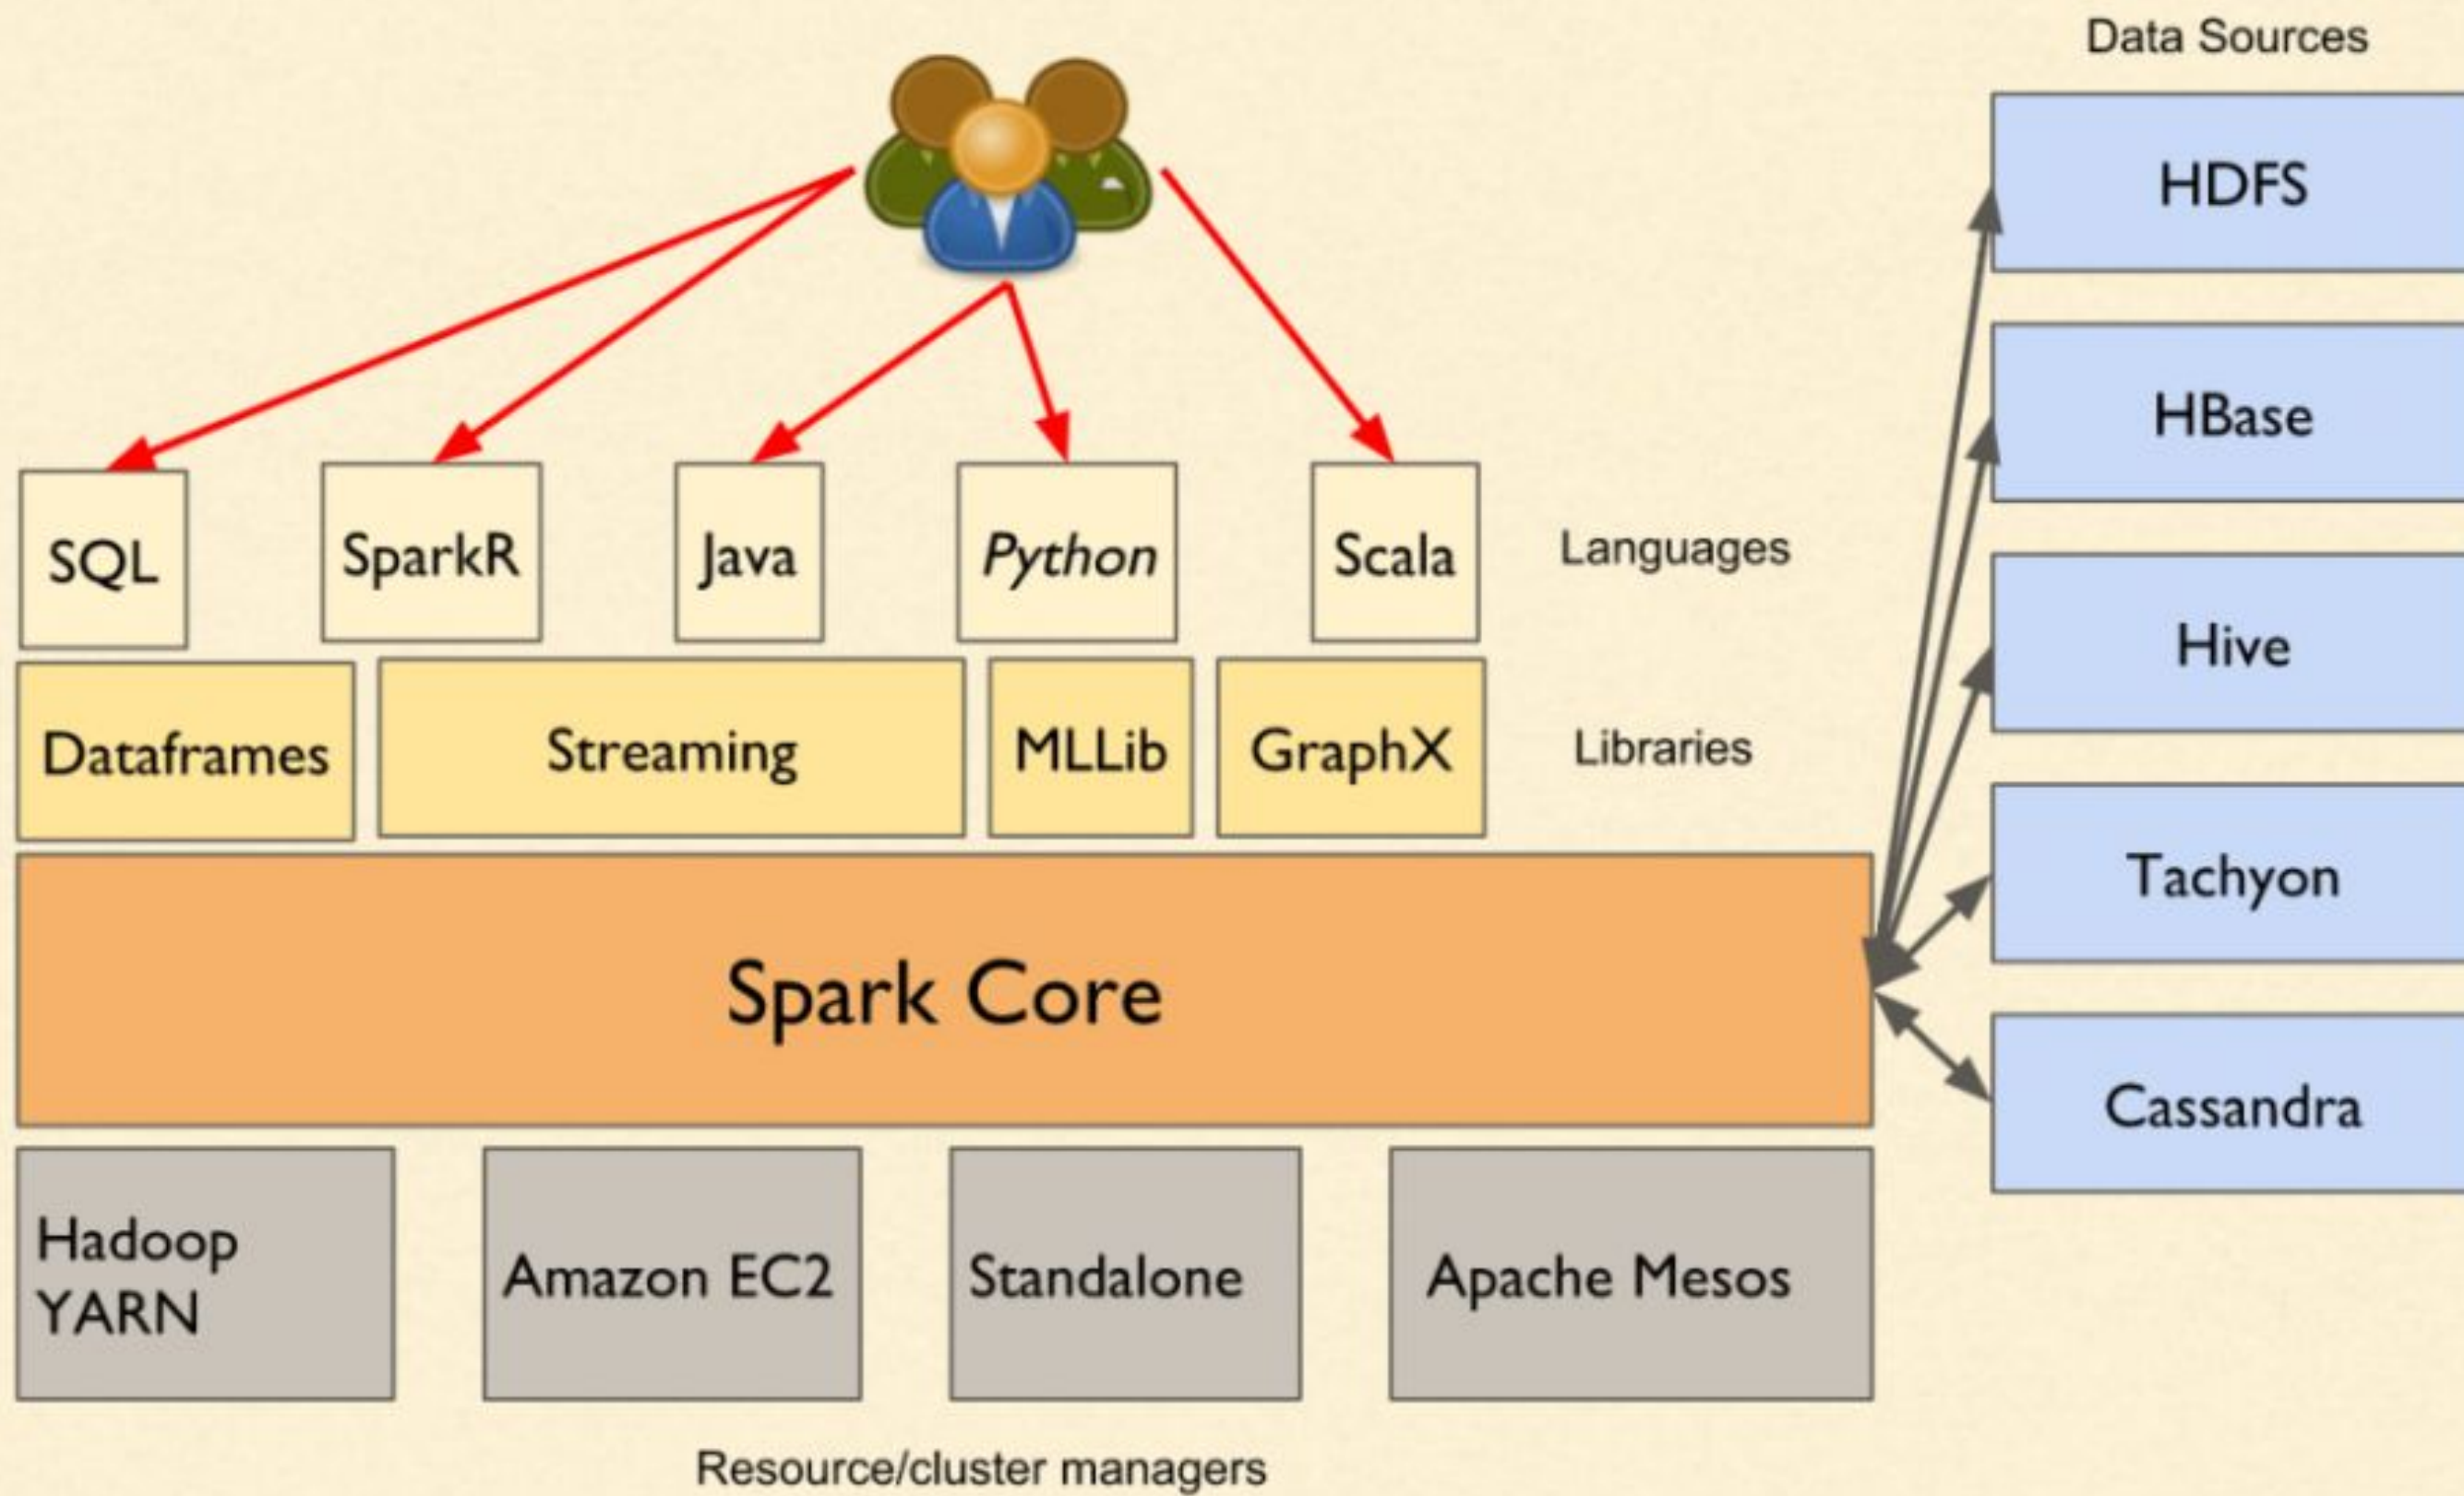 Data Sources
HDFS
HBase
Hive
Tachyon
Cassandra
SQL
SparkR
Java
Python
Scala
Languages
Dataframes
Streaming
MLLib
GraphX
Libraries
Spark Core
Hadoop
YARN
Amazon EC2
Standalone
Apache Mesos
Resource/cluster managers